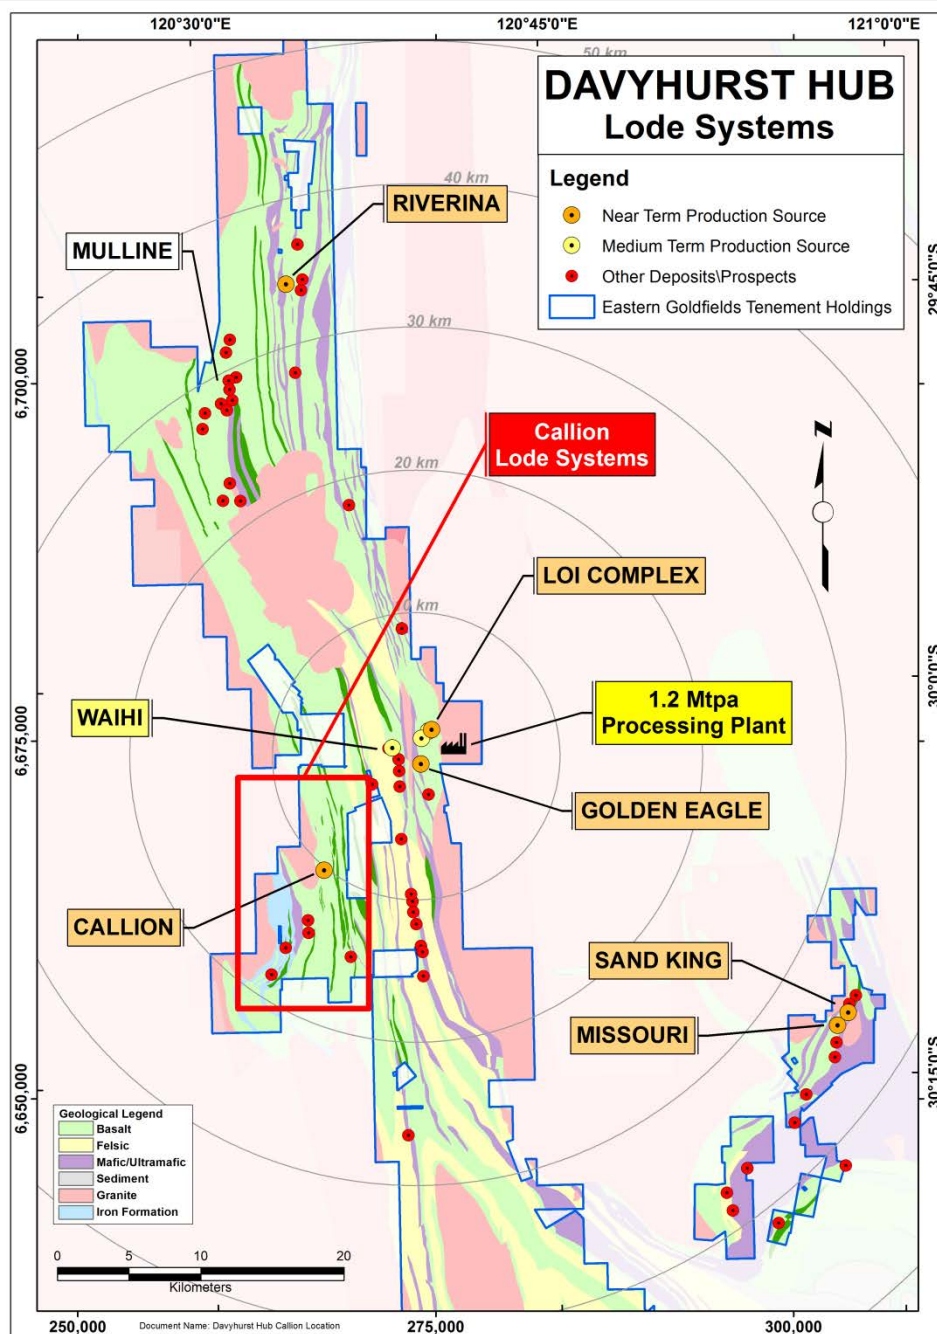 120°30'0"E
120°45'0"E
121°0'0"E
50 km
DAVYHURST HUB
Lode Systems
Legend
Near Term Production Source
Medium Term Production Source
Other Deposits\Prospects
Eastern Goldfields Tenement Holdings
40 km
RIVERINA
MULLINE
29°45'0"S
30 km
6,700,000
Callion
Lode Systems
N
20 km
LOI COMPLEX
10 km
30°0'0"S
WAIHI
1.2 Mtpa
Processing Plant
6,675,000
GOLDEN EAGLE
CALLION
SAND KING
MISSOURI
30°15'0"S
6,650,000
Geological Legend
Basalt
Felsic
Mafic/Ultramafic
Sediment
Granite
Iron Formation
0 5 10 20
Kilometers
250,000
Document Name: Davyhurst Hub Callion Location
275,000
300,000